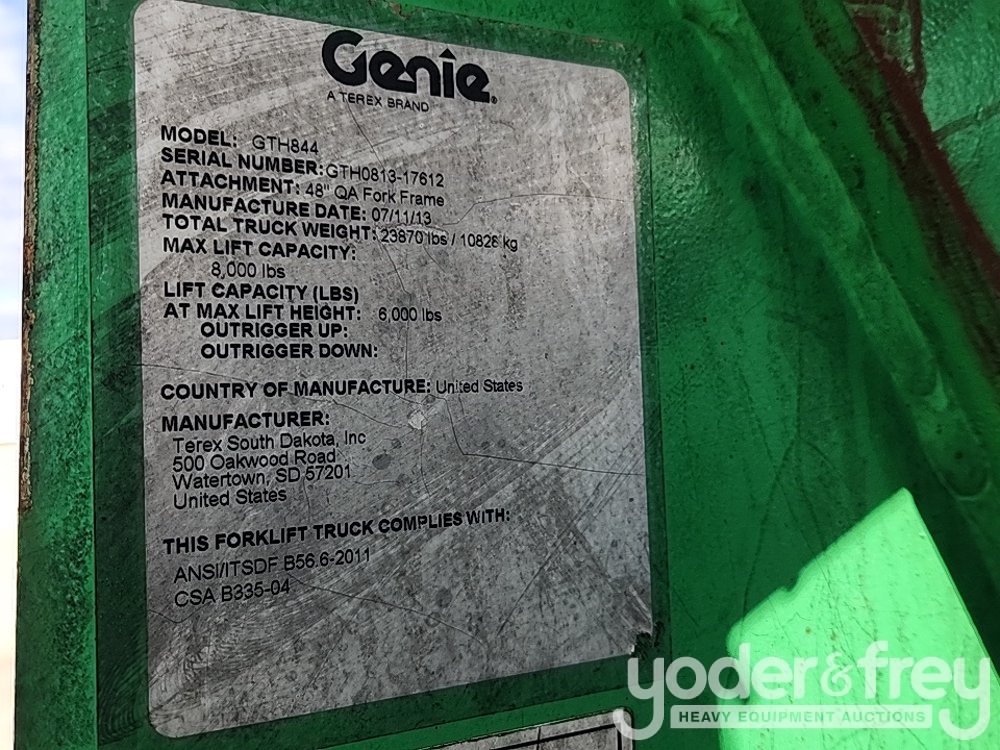 Genie
A TEREX BRAND
MODEL: GTH844
SERIAL NUMBER: GTH0813-17612
ATTACHMENT: 48" QA Fork Frame
MANUFACTURE DATE: 07/11/13
TOTAL TRUCK WEIGHT: 23870 lbs / 10828 kg
MAX LIFT CAPACITY:
8,000 lbs
LIFT CAPACITY (LBS)
AT MAX LIFT HEIGHT: 6,000 lbs
OUTRIGGER UP:
OUTRIGGER DOWN:
COUNTRY OF MANUFACTURE: United States
MANUFACTURER:
Terex South Dakota, Inc
500 Oakwood Road
Watertown, SD 57201
United States
THIS FORKLIFT TRUCK COMPLIES WITH:
ANSI/ITSDF B56.6-2011
CSA B335-04
yoder&frey
HEAVY EQUIPMENT AUCTIONS